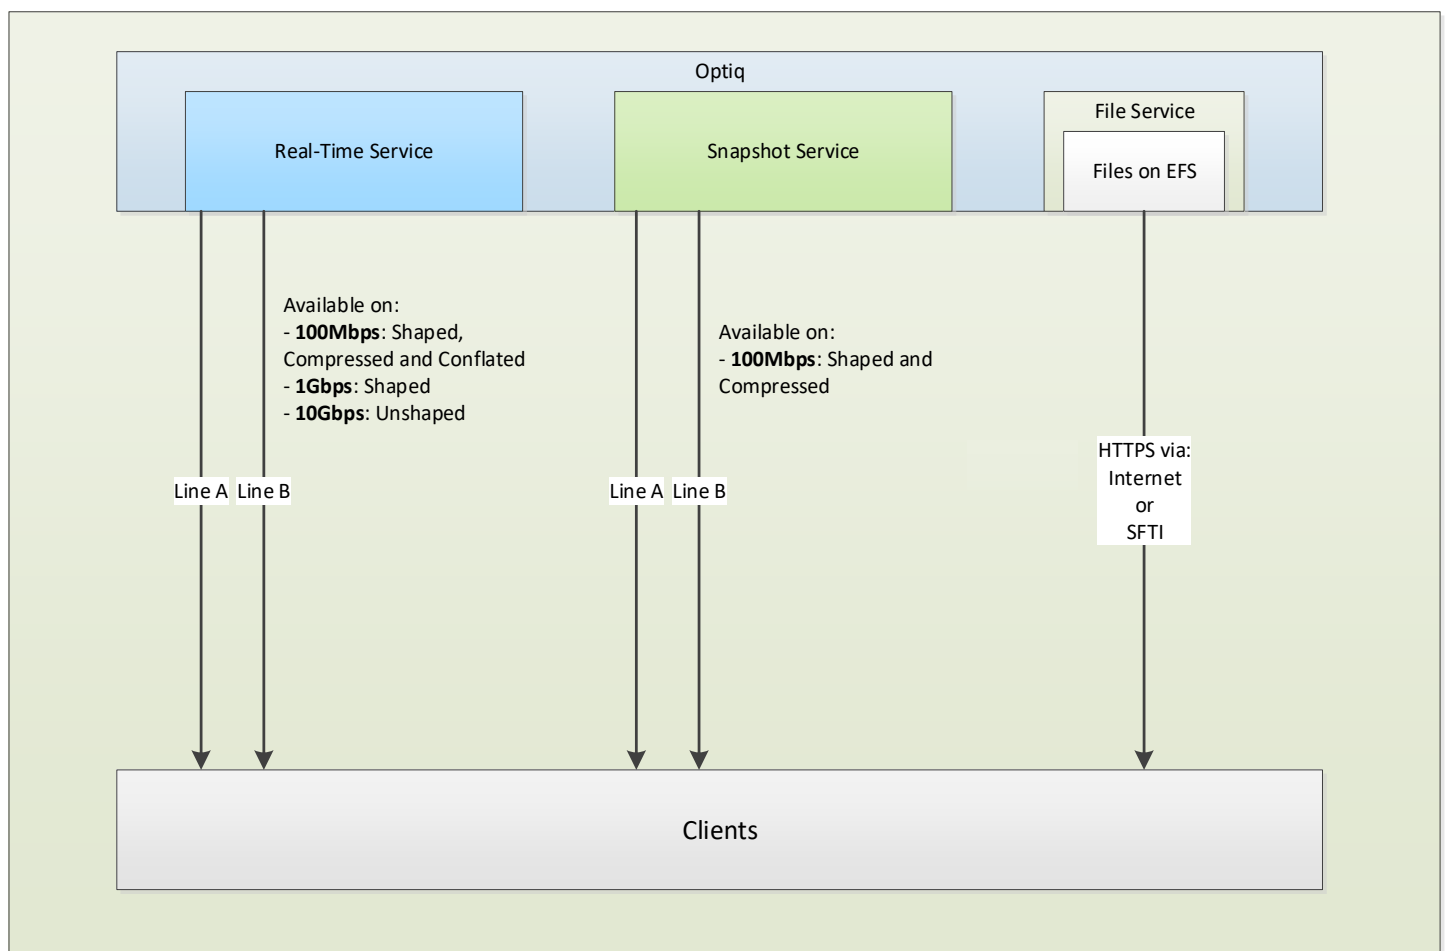 Optiq
Real-Time Service
Snapshot Service
File Service
Files on EFS
Available on:
- 100Mbps: Shaped,
Compressed and Conflated
- 1Gbps: Shaped
- 10Gbps: Unshaped
Available on:
- 100Mbps: Shaped and
Compressed
Line A
Line B
Line A
Line B
HTTPS via:
Internet
or
SFTI
Clients